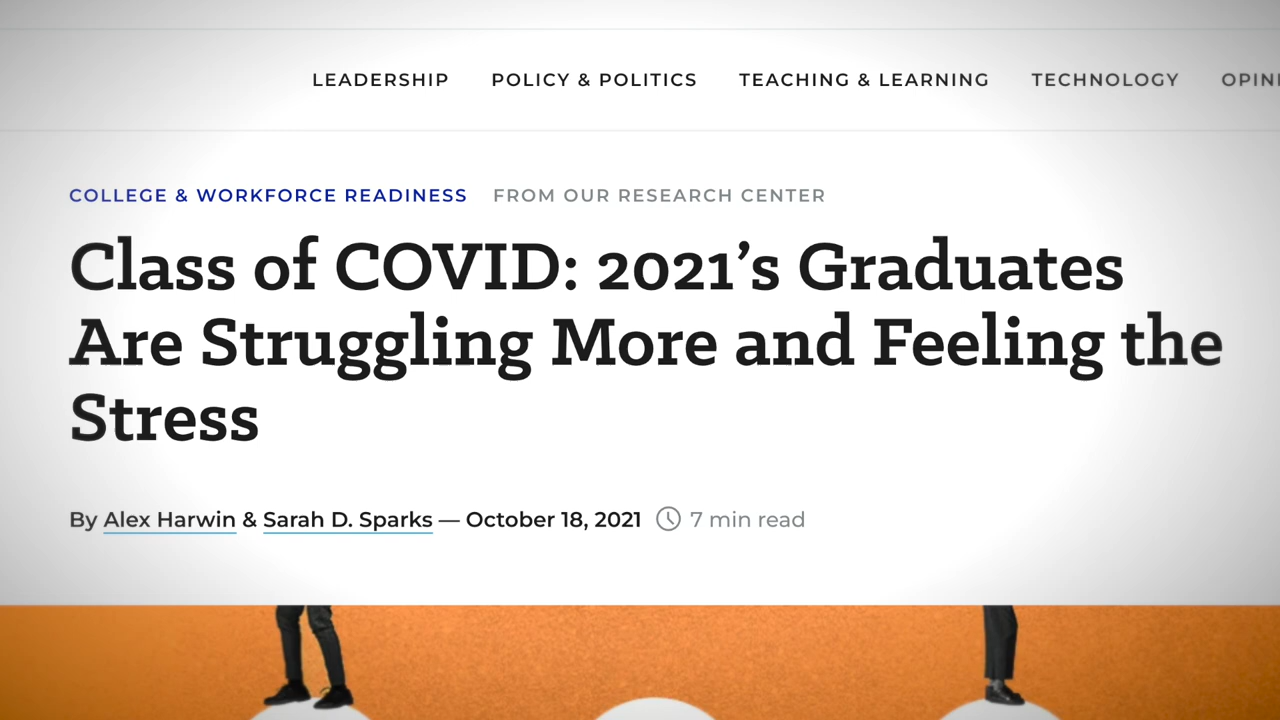 LEADERSHIP POLICY & POLITICS TEACHING & LEARNING TECHNOLOGY OPINI
COLLEGE & WORKFORCE READINESS FROM OUR RESEARCH CENTER
Class of COVID: 2021’s Graduates
Are Struggling More and Feeling the
Stress
By Alex Harwin & Sarah D. Sparks — October 18, 2021 7 min read